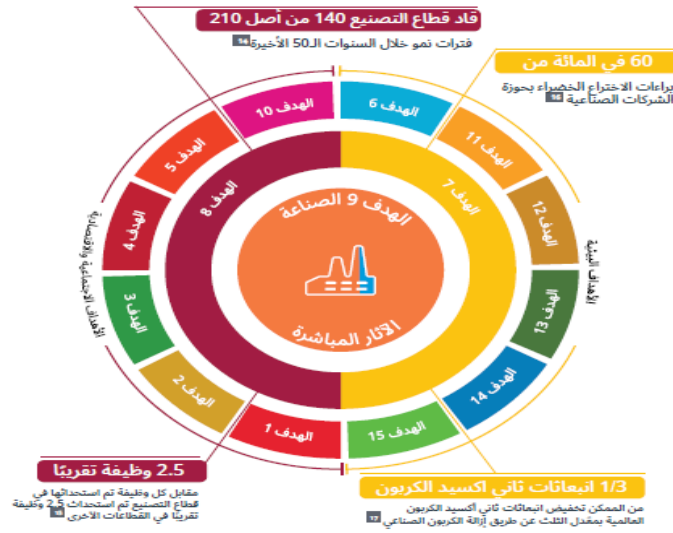 قاد قطاع التصنيع 140 من أصل 210
فترات نمو خلال السنوات الـ50 الأخيرة
60 في المائة من
براءات الاختراع الخضراء بحوزة
الشركات الصناعية
الهدف 10
الهدف 6
الهدف 5
الهدف 11
الهدف 8
الهدف 7
الهدف 4
الهدف 12
الأهداف الاجتماعية والاقتصادية
الهدف 9 الصناعة
الأهداف البيئية
الآثار المباشرة
الهدف 3
الهدف 13
الهدف 2
الهدف 14
الهدف 1
الهدف 15
2.5 وظيفة تقريبًا
مقابل كل وظيفة تم استحداثها في
قطاع التصنيع تم استحداث 2.5 وظيفة
تقريبًا في القطاعات الأخرى
1/3 انبعاثات ثاني اكسيد الكربون
من الممكن تخفيض انبعاثات ثاني أكسيد الكربون
العالمية بمعدل الثلث عن طريق إزالة الكربون الصناعي